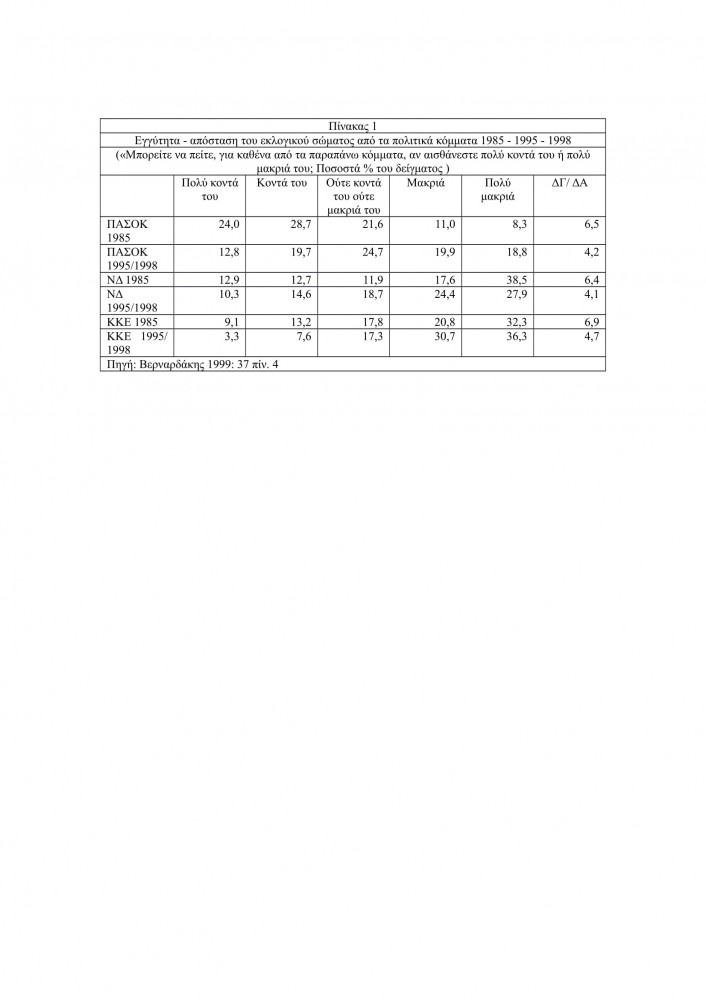 Πίνακας 1
Εγγύτητα - απόσταση του εκλογικού σώματος από τα πολιτικά κόμματα 1985 - 1995 - 1998
(«Μπορείτε να πείτε, για καθένα από τα παραπάνω κόμματα, αν αισθάνεστε πολύ κοντά του ή πολύ
μακριά του; Ποσοστά % του δείγματος )
Πολύ κοντά του Κοντά του Ούτε κοντά του ούτε μακριά του Μακριά Πολύ μακριά ΔΓ/ ΔΑ
ΠΑΣΟΚ 1985 24,0 28,7 21,6 11,0 8,3 6,5
ΠΑΣΟΚ 1995/1998 12,8 19,7 24,7 19,9 18,8 4,2
ΝΔ 1985 12,9 12,7 11,9 17,6 38,5 6,4
ΝΔ 1995/1998 10,3 14,6 18,7 24,4 27,9 4,1
ΚΚΕ 1985 9,1 13,2 17,8 20,8 32,3 6,9
ΚΚΕ 1995/ 1998 3,3 7,6 17,3 30,7 36,3 4,7
Πηγή: Βερναρδάκης 1999: 37 πίν. 4